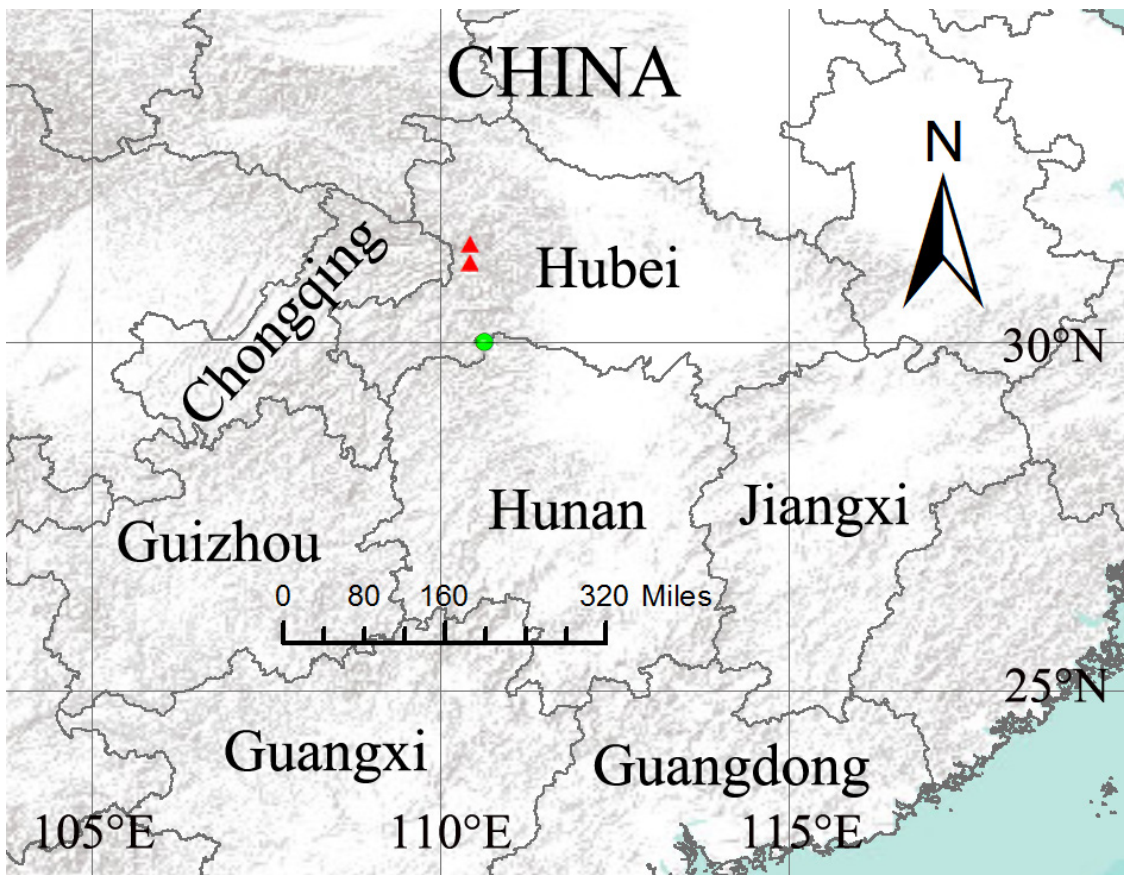 CHINA
N
Hubei
Chongqing
30°N
Hunan
Jiangxi
Guizhou
0 80 160 320 Miles
25°N
Guangxi
Guangdong
105°E 110°E 115°E